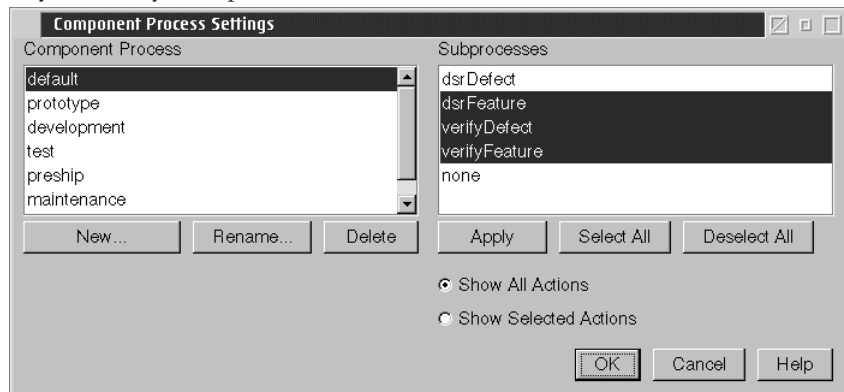 Component Process Settings
Component Process
Subprocesses
default
prototype
development
test
preship
maintenance
dsrDefect
dsrFeature
verifyDefect
verifyFeature
none
New...
Rename...
Delete
Apply
Select All
Deselect All
Show All Actions
Show Selected Actions
OK
Cancel
Help